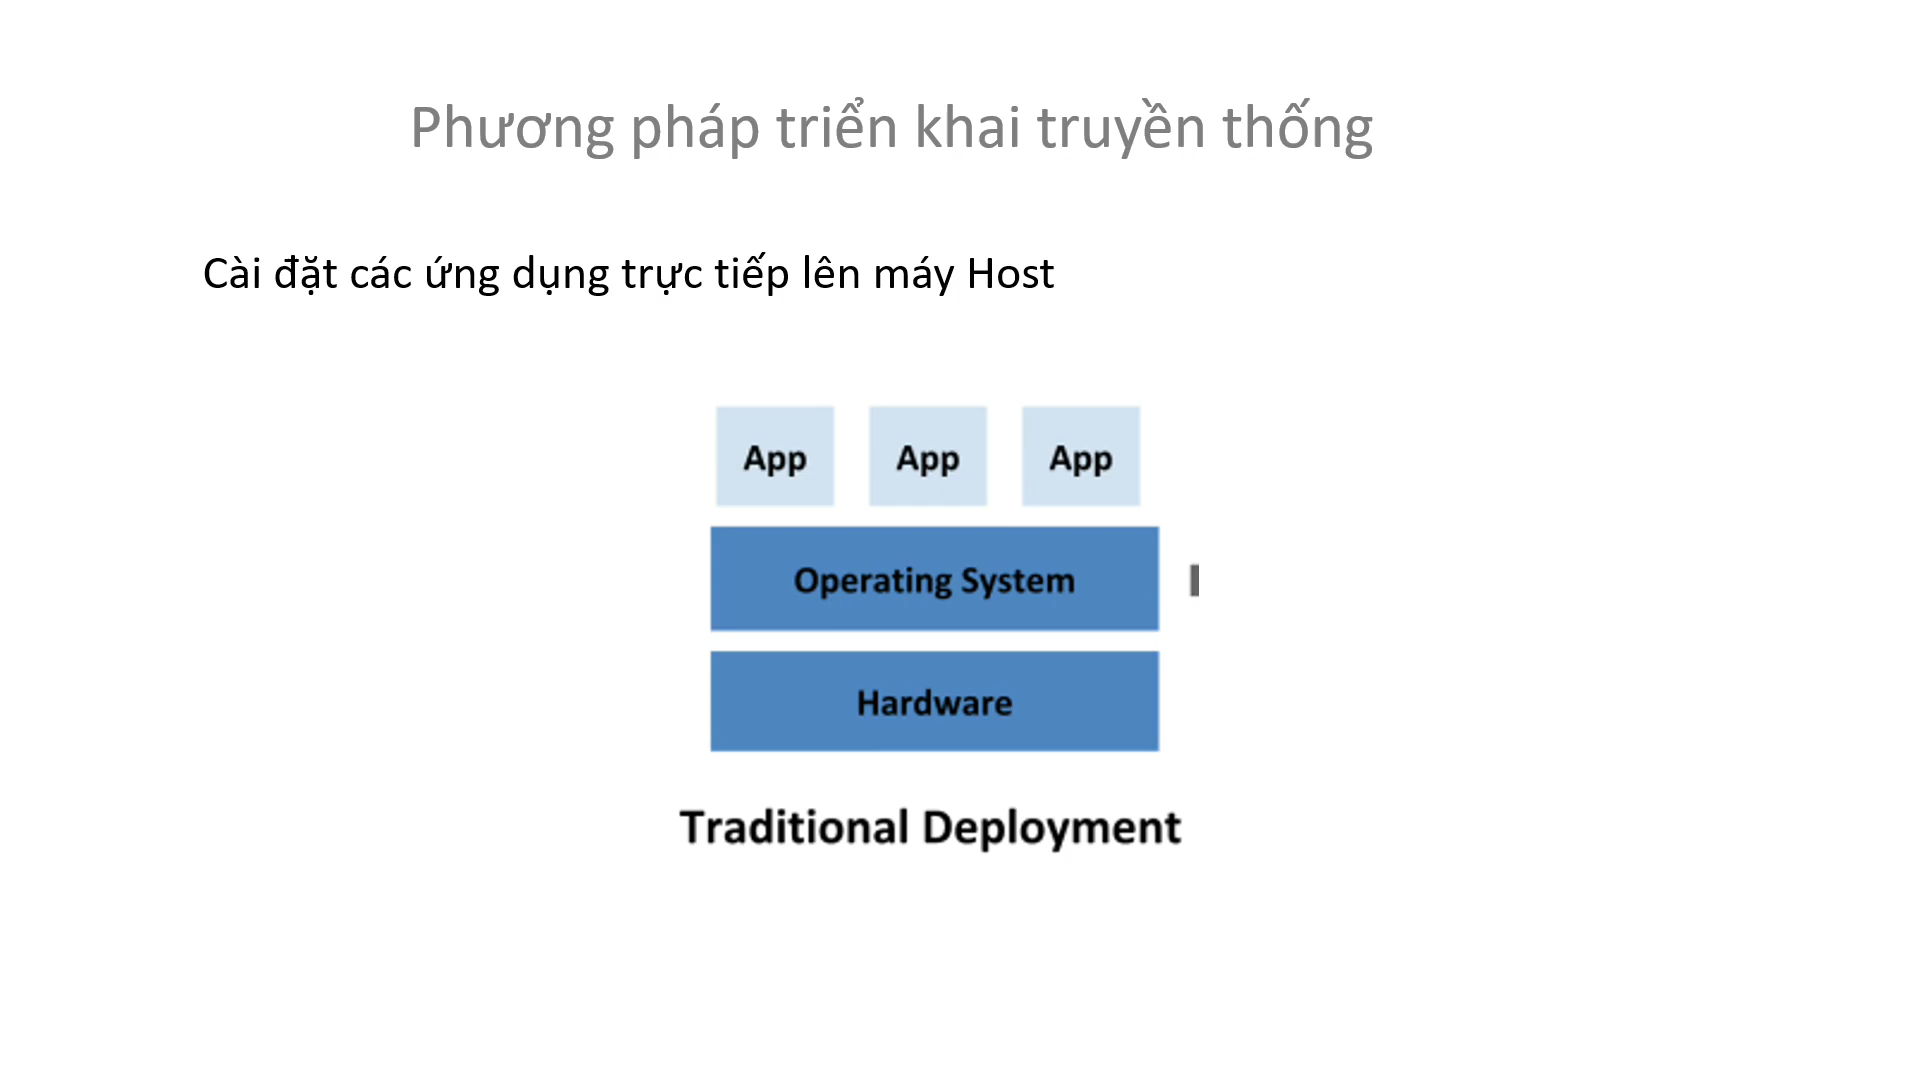 Phương pháp triển khai truyền thống
Cài đặt các ứng dụng trực tiếp lên máy Host
App App App
Operating System
Hardware
Traditional Deployment